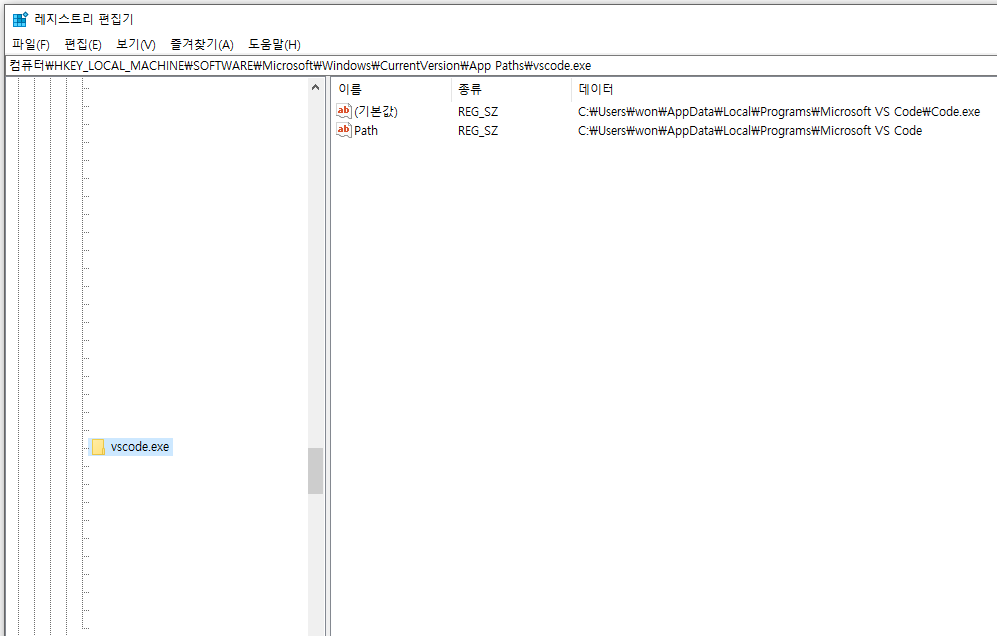 레지스트리 편집기
파일(F) 편집(E) 보기(V) 즐겨찾기(A) 도움말(H)
컴퓨터₩HKEY_LOCAL_MACHINE₩SOFTWARE₩Microsoft₩Windows₩CurrentVersion₩App Paths₩vscode.exe
이름 종류 데이터
ab (기본값) REG_SZ C:₩Users₩won₩AppData₩Local₩Programs₩Microsoft VS Code₩Code.exe
ab Path REG_SZ C:₩Users₩won₩AppData₩Local₩Programs₩Microsoft VS Code
vscode.exe